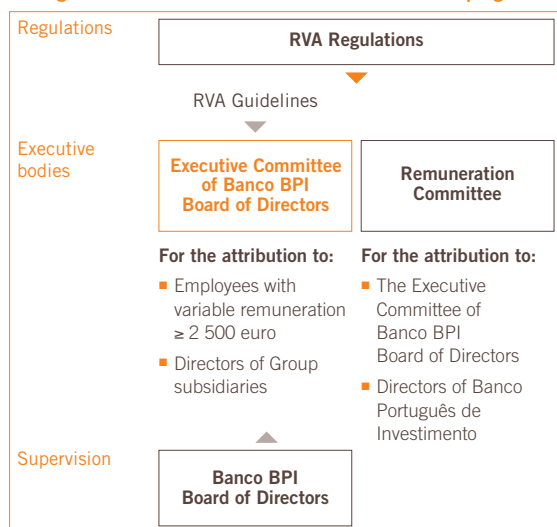 Regulations
RVA Regulations
RVA Guidelines
Executive
bodies
Executive Committee
of Banco BPI
Board of Directors
Remuneration
Committee
For the attribution to:
■ Employees with
variable remuneration
≥ 2 500 euro
■ Directors of Group
subsidiaries
For the attribution to:
■ The Executive
Committee of
Banco BPI
Board of Directors
■ Directors of Banco
Português de
Investimento
Supervision
Banco BPI
Board of Directors